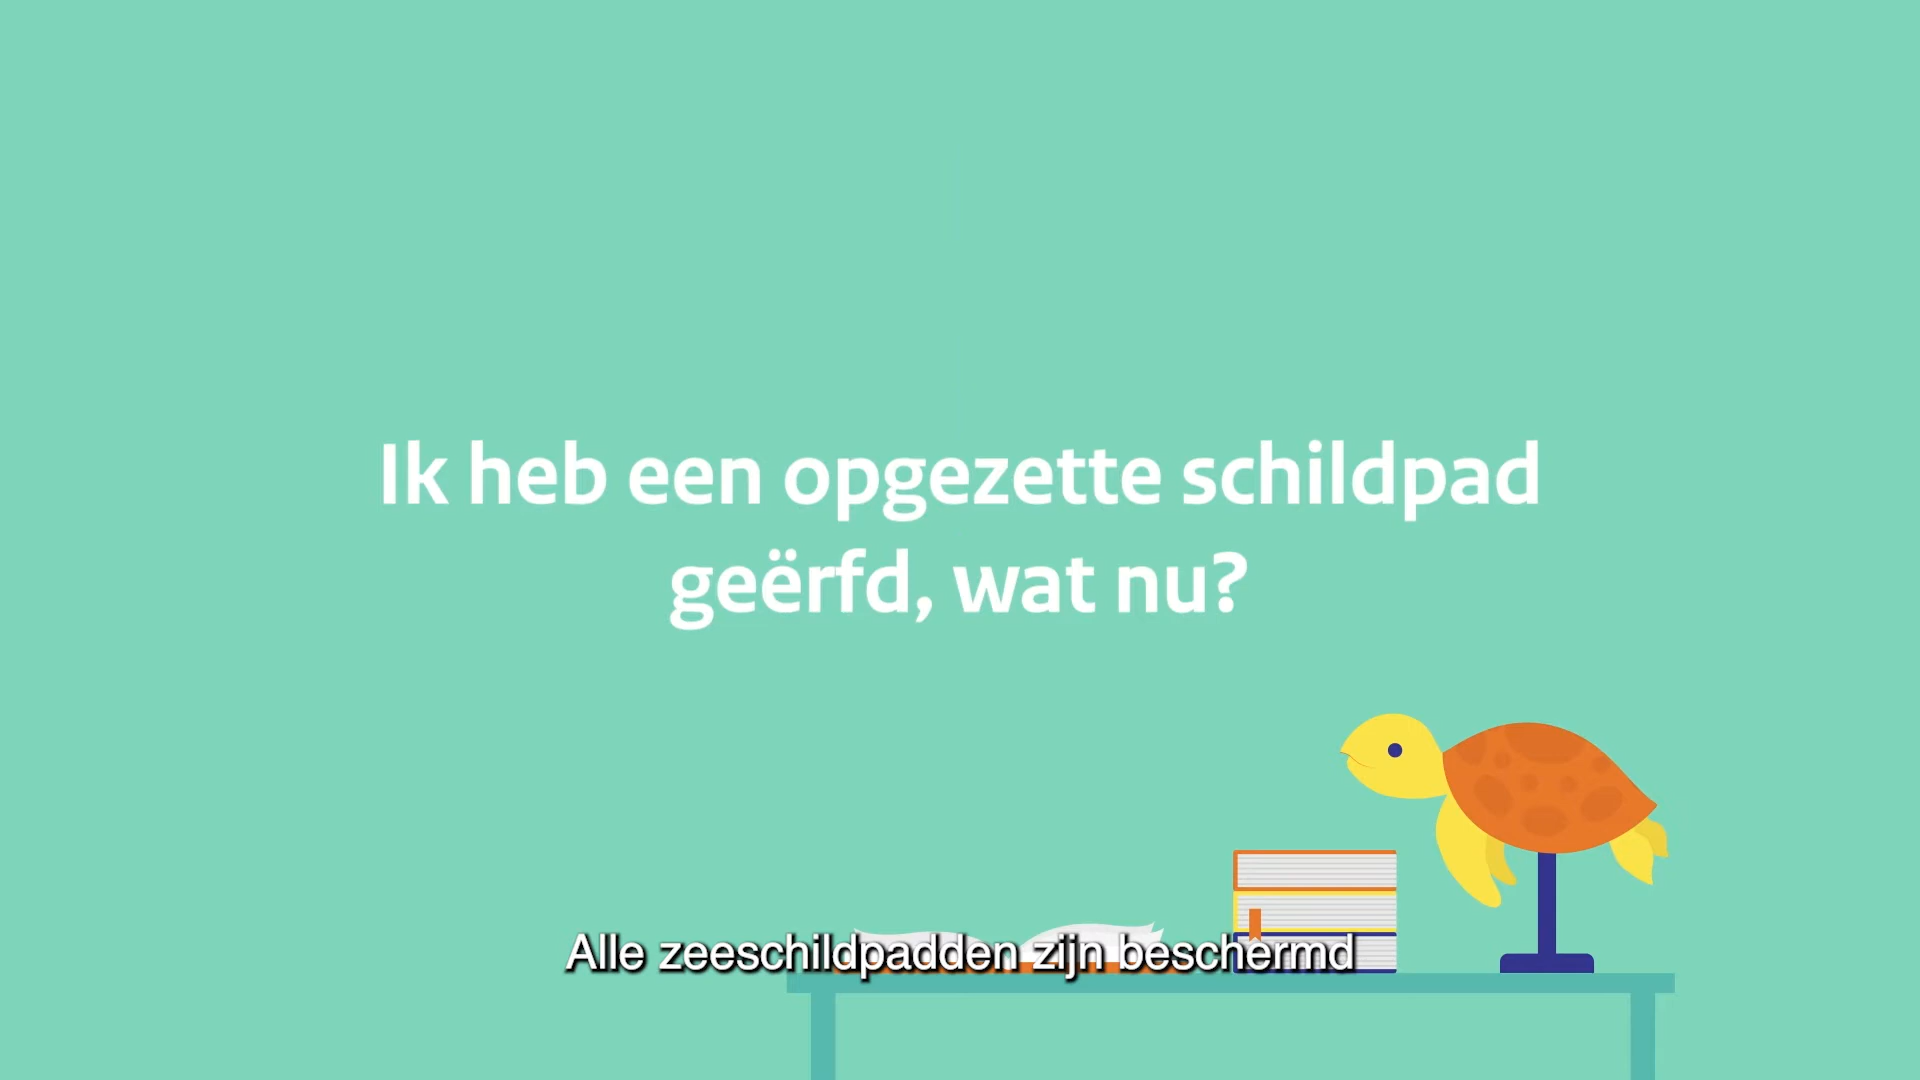 Ik heb een opgezette schildpad
geërfd, wat nu?
Alle zeeschildpadden zijn beschermd